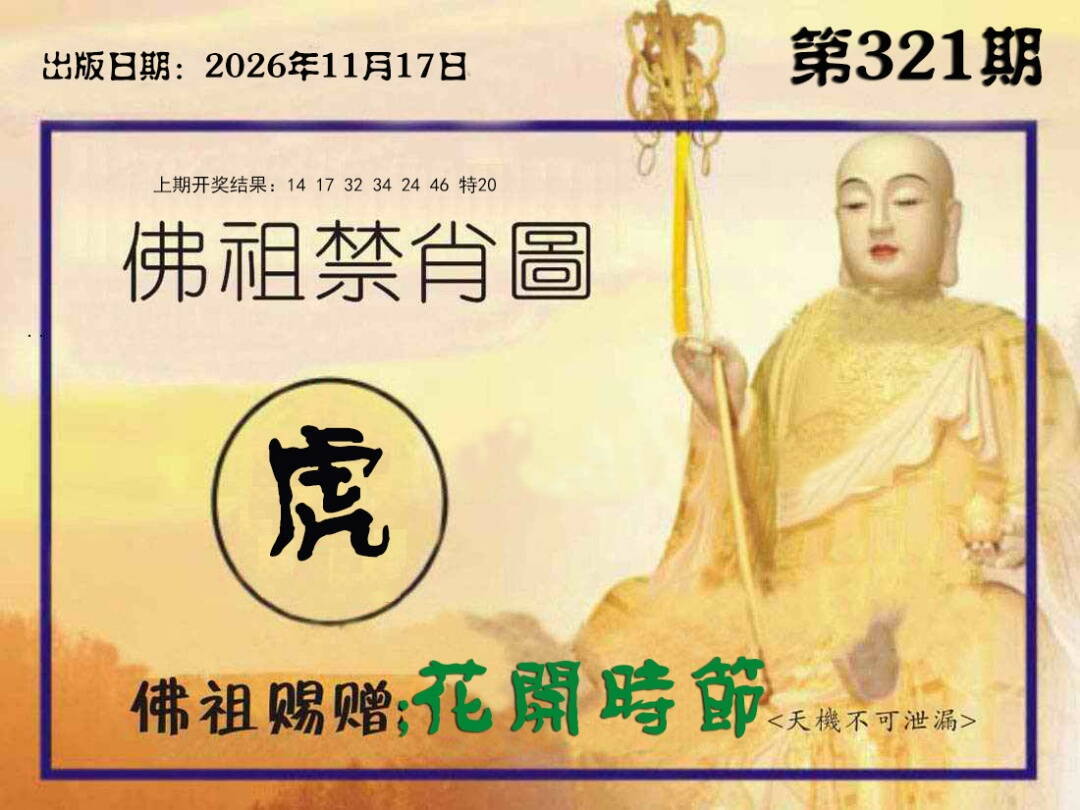 出版日期：2026年11月17日
第321期
上期开奖结果：14 17 32 34 24 46 特20
佛祖禁肖圖
虎
佛祖赐赠;花開時節<天機不可泄漏>